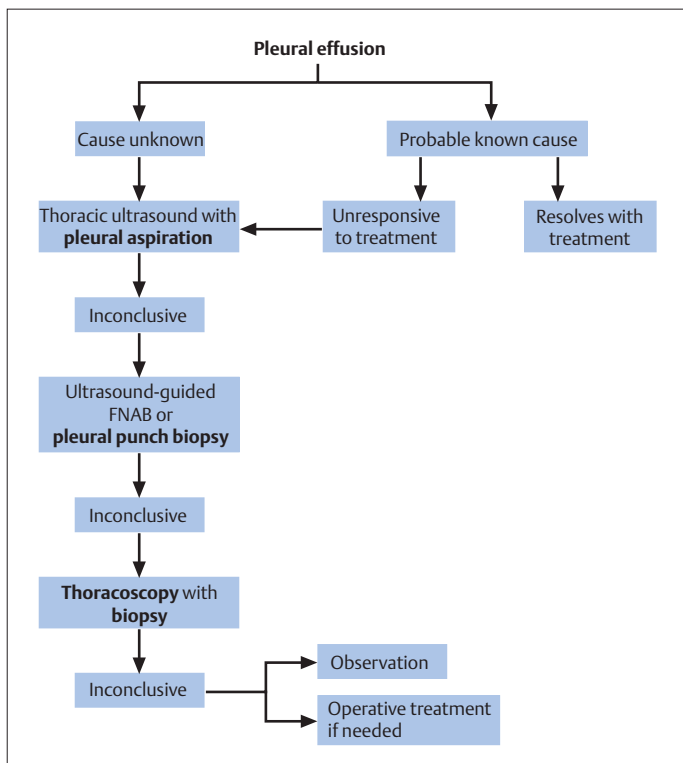 Pleural effusion
Cause unknown
Probable known cause
Thoracic ultrasound with
pleural aspiration
Unresponsive
to treatment
Resolves with
treatment
Inconclusive
Ultrasound-guided
FNAB or
pleural punch biopsy
Inconclusive
Thoracoscopy with
biopsy
Inconclusive
Observation
Operative treatment
if needed